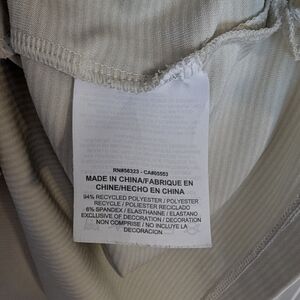 RN#56323 - CA#05553
MADE IN CHINA/FABRIQUE EN
CHINE/HECHO EN CHINA
94% RECYCLED POLYESTER / POLYESTER
RECYCLE / POLIESTER RECICLADO
6% SPANDEX / ELASTHANNE / ELASTANO
EXCLUSIVE OF DECORATION / DECORATION
NON COMPRISE / NO INCLUYE LA
DECORACION